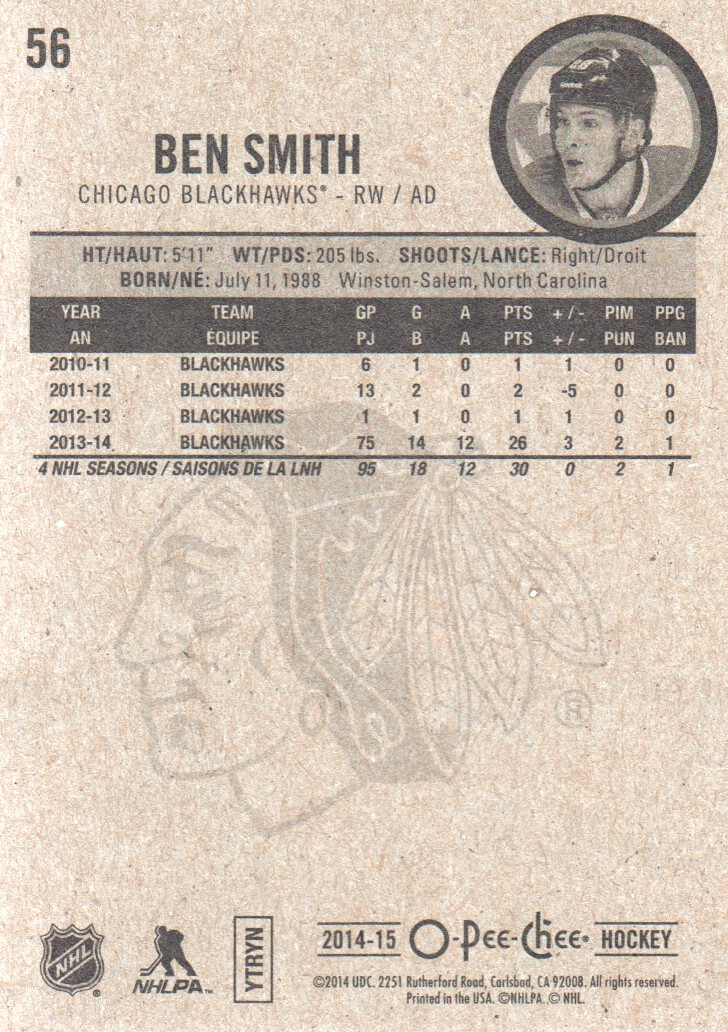 56
BEN SMITH
CHICAGO BLACKHAWKS® - RW / AD
HT/HAUT: 5'11" WT/PDS: 205 lbs. SHOOTS/LANCE: Right/Droit
BORN/NÉ: July 11, 1988 Winston-Salem, North Carolina
YEAR TEAM GP G A PTS +/- PIM PPG
AN ÉQUIPE PJ B A PTS +/- PUN BAN
2010-11 BLACKHAWKS 6 1 0 1 1 0 0
2011-12 BLACKHAWKS 13 2 0 2 -5 0 0
2012-13 BLACKHAWKS 1 1 0 1 1 0 0
2013-14 BLACKHAWKS 75 14 12 26 3 2 1
4 NHL SEASONS / SAISONS DE LA LNH 95 18 12 30 0 2 1
®
NHL ®
NHLPA™
YTRYN
2014-15 O-Pee-Chee® HOCKEY
©2014 UDC. 2251 Rutherford Road, Carlsbad, CA 92008. All rights reserved.
Printed in the USA. ©NHLPA. © NHL.